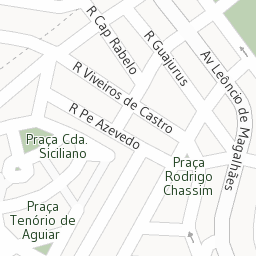 R Cap Rabelo
R Guajurus
Av Leôncio de Magalhães
R Viveiros de Castro
R Pe Azevedo
Praça Cda.
Siciliano
Praça
Rodrigo
Chassim
Praça
Tenório de
Aguiar